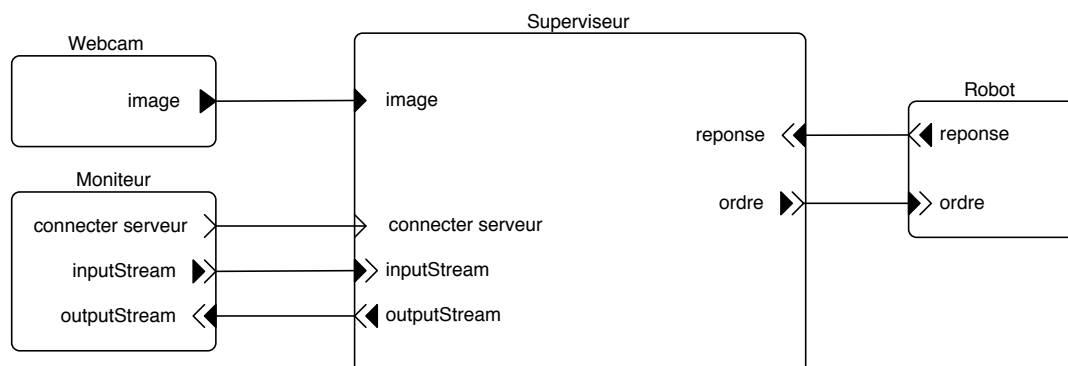 Superviseur
Webcam
image
image
Robot
reponse
reponse
Moniteur
ordre
ordre
connecter serveur
connecter serveur
inputStream
inputStream
outputStream
outputStream